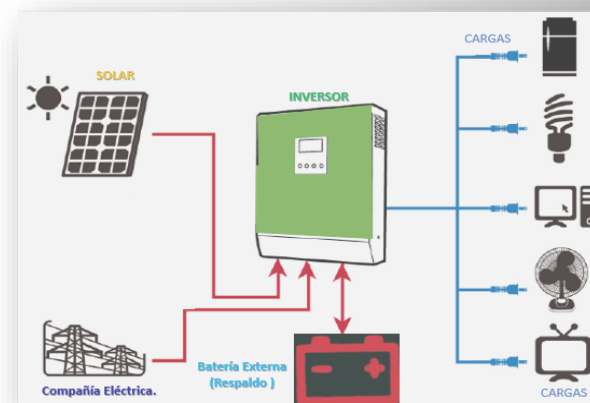 CARGAS
SOLAR
INVERSOR
Batería Externa
(Respaldo )
Compañía Eléctrica.
CARGAS